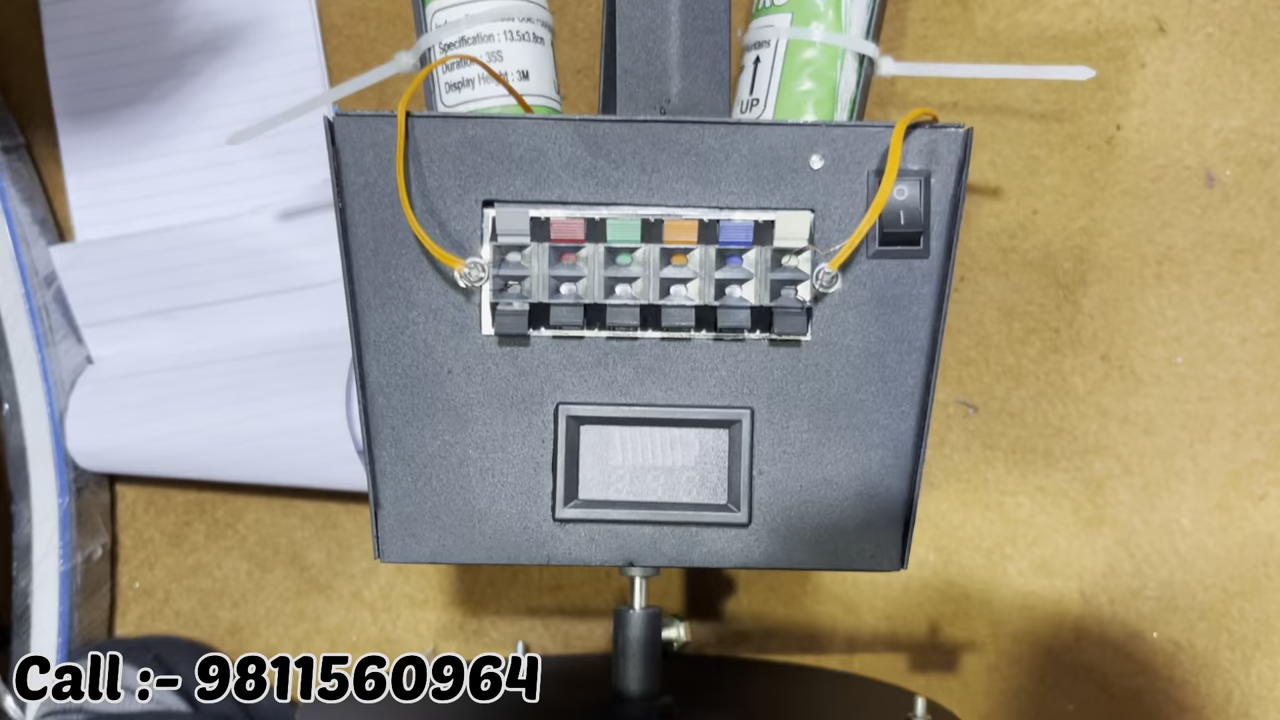 Specification : 13.5x3.8cm
Duration : 35S
Display Height : 3M
UP
Call :- 9811560964